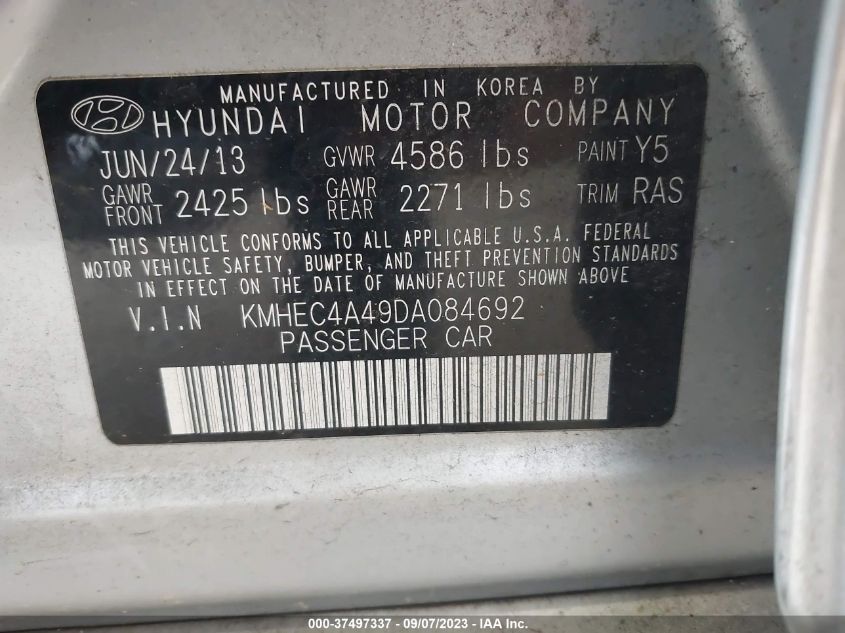 MANUFACTURED IN KOREA BY
HYUNDAI MOTOR COMPANY
JUN/24/13 GVWR 4586 lbs PAINT Y5
GAWR FRONT 2425 lbs GAWR REAR 2271 lbs TRIM RAS
THIS VEHICLE CONFORMS TO ALL APPLICABLE U.S.A. FEDERAL
MOTOR VEHICLE SAFETY, BUMPER, AND THEFT PREVENTION STANDARDS
IN EFFECT ON THE DATE OF MANUFACTURE SHOWN ABOVE
V.I.N KMHEC4A49DA084692
PASSENGER CAR
000-37497337 - 09/07/2023 - IAA Inc.